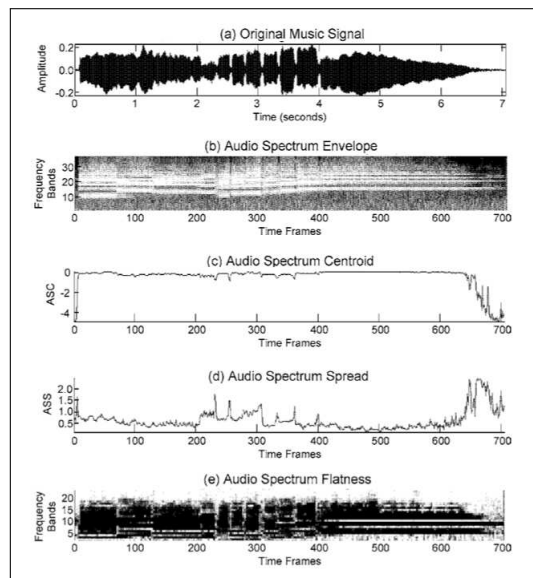 (a) Original Music Signal
Amplitude
0.2
0.0
-0.2
0 1 2 3 4 5 6 7
Time (seconds)
(b) Audio Spectrum Envelope
Frequency
Bands
30
20
10
0 100 200 300 400 500 600 700
Time Frames
(c) Audio Spectrum Centroid
ASC
0
-2
-4
0 100 200 300 400 500 600 700
Time Frames
(d) Audio Spectrum Spread
ASS
2.0
1.5
1.0
0.5
0 100 200 300 400 500 600 700
Time Frames
(e) Audio Spectrum Flatness
Frequency
Bands
20
15
10
5
0 100 200 300 400 500 600 700
Time Frames